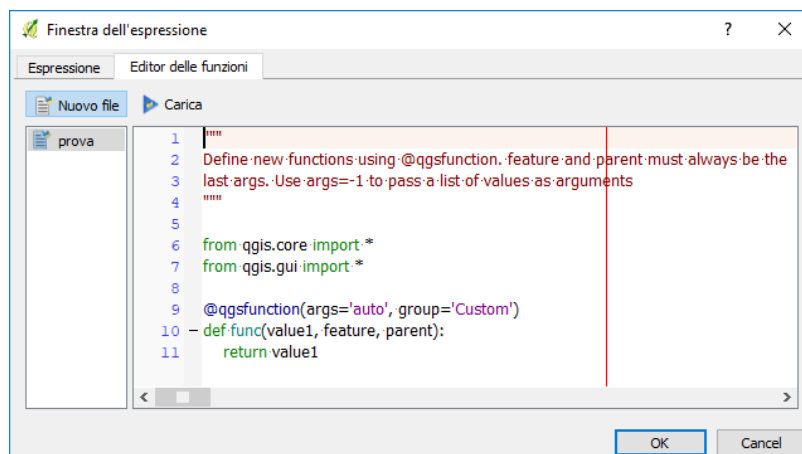 Finestra dell'espressione
Espressione Editor delle funzioni
Nuovo file Carica
prova
1 """
2 Define new functions using @qgsfunction. feature and parent must always be the
3 last args. Use args=-1 to pass a list of values as arguments
4 """
5
6 from qgis.core import *
7 from qgis.gui import *
8
9 @qgsfunction(args='auto', group='Custom')
10 def func(value1, feature, parent):
11 return value1
OK Cancel